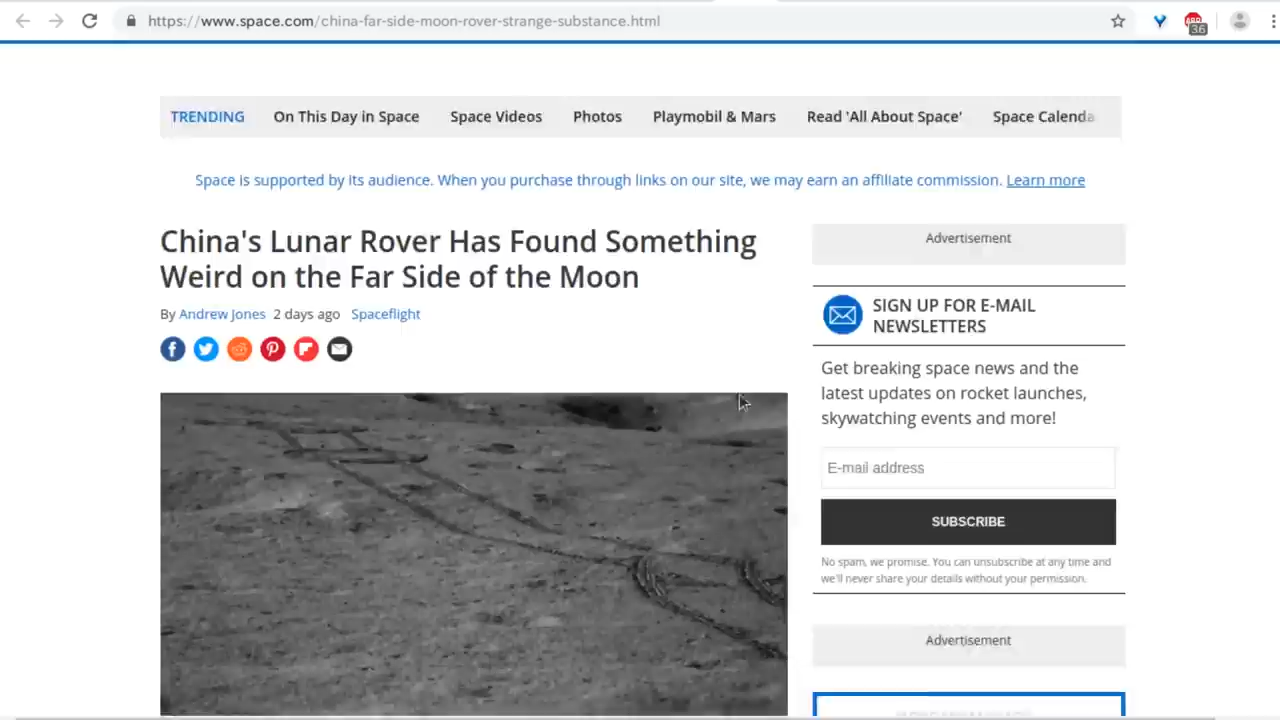 https://www.space.com/china-far-side-moon-rover-strange-substance.html
36
TRENDING On This Day in Space Space Videos Photos Playmobil & Mars Read 'All About Space' Space Calenda
Space is supported by its audience. When you purchase through links on our site, we may earn an affiliate commission. Learn more
China's Lunar Rover Has Found Something
Weird on the Far Side of the Moon
By Andrew Jones 2 days ago Spaceflight
Advertisement
SIGN UP FOR E-MAIL
NEWSLETTERS
Get breaking space news and the
latest updates on rocket launches,
skywatching events and more!
E-mail address
SUBSCRIBE
No spam, we promise. You can unsubscribe at any time and
we'll never share your details without your permission.
Advertisement